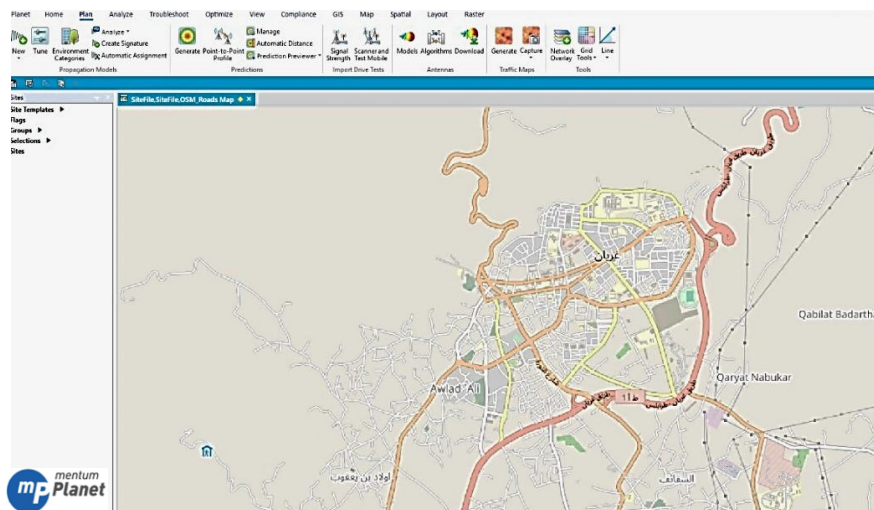 Planet Home Plan Analyze Troubleshoot Optimize View Compliance GIS Map Spatial Layout Raster
New Tune Environment Categories Analyze Create Signature Automatic Assignment
Propagation Models
Generate Point-to-Point Profile Manage Automatic Distance Prediction Previewer
Predictions
Signal Strength Scanner and Test Mobile
Import Drive Tests
Models Algorithms Download
Antennas
Generate Capture
Traffic Maps
Network Overlay Grid Tools Line
Tools
Sites
Site Templates
Flags
Groups
Selections
Sites
SiteFile,SiteFile,OSM_Roads Map
غريان
Qabilat Badartha
Qaryat Nabukar
Awlad 'Ali
ط 1
اولاد بن يعقوب
السقائف
mp mentum
Planet